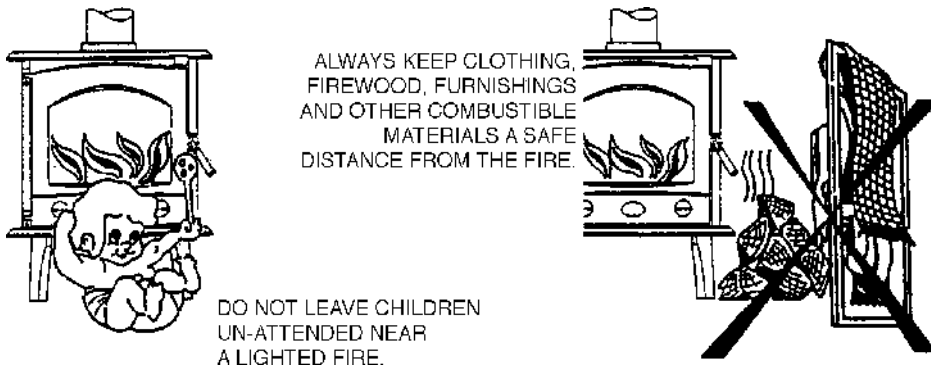 ALWAYS KEEP CLOTHING,
FIREWOOD, FURNISHINGS
AND OTHER COMBUSTIBLE
MATERIALS A SAFE
DISTANCE FROM THE FIRE.
DO NOT LEAVE CHILDREN
UN-ATTENDED NEAR
A LIGHTED FIRE.